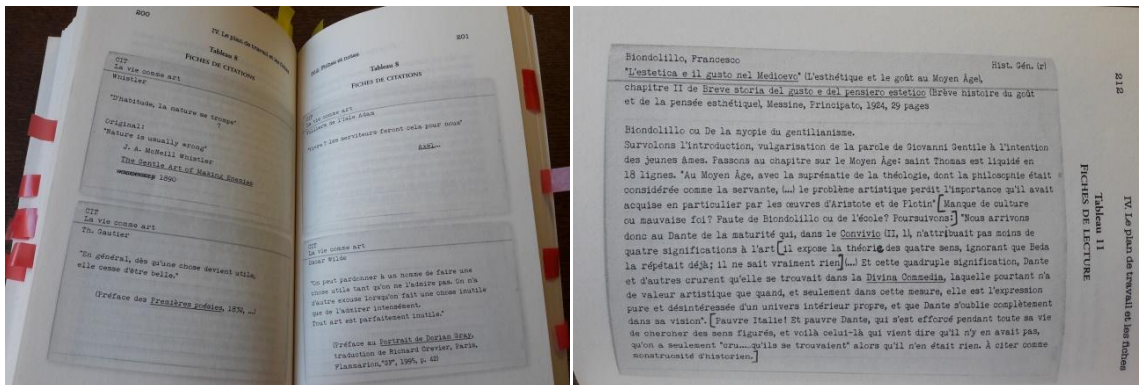 200
IV. Le plan de travail et les
Tableau 8
FICHES DE CITATIONS
CIT
La vie comme art
Whistler
"D'habitude, la nature se trompe"
?
Original:
"Nature is usually wrong"
J. A. McNeill Whistler
The Gentle Art of Making Enemies
1890
CIT
La vie comme art
Th. Gautier
"En général, dès qu'une chose devient utile,
elle cesse d'être belle."
(Préface des Premières poésies, 1832, …)
Fiches et notes
201
Tableau 8
FICHES DE CITATIONS
CIT
La vie comme art
Villiers de l'Isle Adam
"Vivre? les serviteurs feront cela pour nous"
Axel…
CIT
La vie comme art
Oscar Wilde
"On peut pardonner à un homme de faire une
chose utile tant qu'on ne l'admire pas. On n'a
d'autre excuse lorsqu'on fait une chose inutile
que de l'admirer intensément.
Tout art est parfaitement inutile."
(Préface au Portrait de Dorian Gray,
traduction de Richard Crevier, Paris,
Flammarion, "GF", 1995, p. 42)
212
IV. Le plan de travail et les fiches
Tableau 11
FICHES DE LECTURE
Biondolillo, Francesco
Hist. Gén. (r)
"L'estetica e il gusto nel Medioevo" (L'esthétique et le goût au Moyen Âge),
chapitre II de Breve storia del gusto e del pensiero estetico (Brève histoire du goût
et de la pensée esthétique), Messine, Principato, 1924, 29 pages
Biondolillo ou De la myopie du gentilianisme.
Survolons l'introduction, vulgarisation de la parole de Giovanni Gentile à l'intention
des jeunes âmes. Passons au chapitre sur le Moyen Âge: saint Thomas est liquidé en
18 lignes. "Au Moyen Âge, avec la suprématie de la théologie, dont la philosophie était
considérée comme la servante, (…) le problème artistique perdit l'importance qu'il avait
acquise en particulier par les œuvres d'Aristote et de Plotin" [Manque de culture
ou mauvaise foi? Faute de Biondolillo ou de l'école? Poursuivons:] "Nous arrivons
donc au Dante de la maturité qui, dans le Convivio (II, 1), n'attribuait pas moins de
quatre significations à l'art [il expose la théorie des quatre sens, ignorant que Beda
la répétait déjà; il ne sait vraiment rien] (…) Et cette quadruple signification, Dante
et d'autres crurent qu'elle se trouvait dans la Divina Commedia, laquelle pourtant n'a
de valeur artistique que quand, et seulement dans cette mesure, elle est l'expression
pure et désintéressée d'un univers intérieur propre, et que Dante s'oublie complètement
dans sa vision". [Pauvre Italie! Et pauvre Dante, qui s'est efforcé pendant toute sa vie
de chercher des sens figurés, et voilà celui-là qui vient dire qu'il n'y en avait pas,
qu'on a seulement "cru….qu'ils se trouvaient" alors qu'il n'en était rien. À citer comme
monstruosité d'historien.]